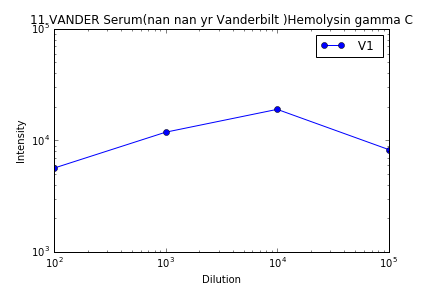 11.VANDER Serum(nan nan yr Vanderbilt )Hemolysin gamma C
V1
Intensity
10^5
10^4
10^3
10^2
10^3
10^4
10^5
Dilution